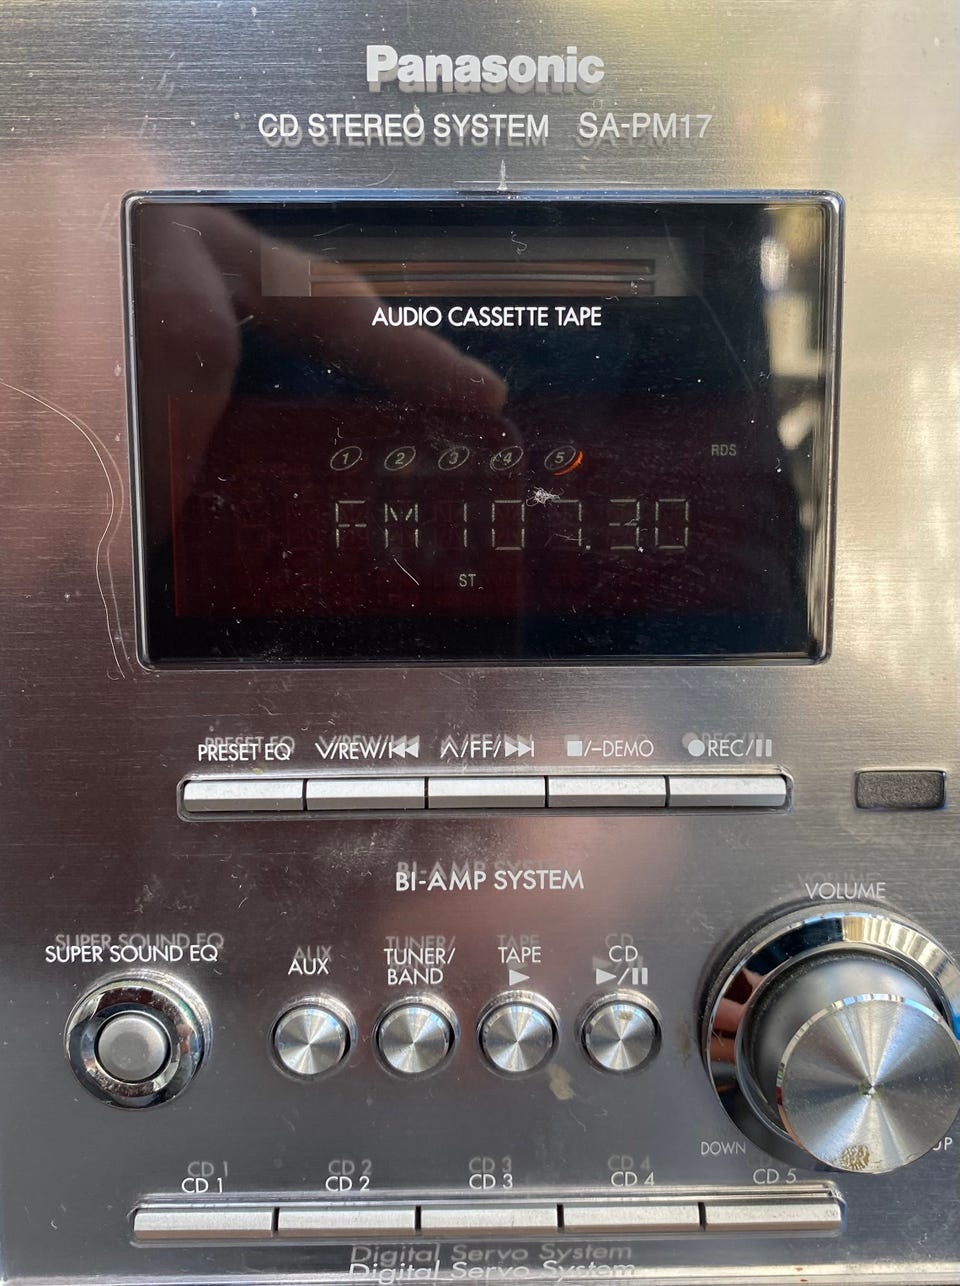 Panasonic
CD STEREO SYSTEM SA-PM17
AUDIO CASSETTE TAPE
1 2 3 4 5 RDS
FM 107.30
ST
PRESET EQ ∨/REW/⏮ ∧/FF/⏭ ■/–DEMO ●REC/⏸
BI-AMP SYSTEM
VOLUME
SUPER SOUND EQ
AUX
TUNER/
BAND
TAPE
▶
CD
▶/⏸
DOWN UP
CD 1 CD 2 CD 3 CD 4 CD 5
Digital Servo System